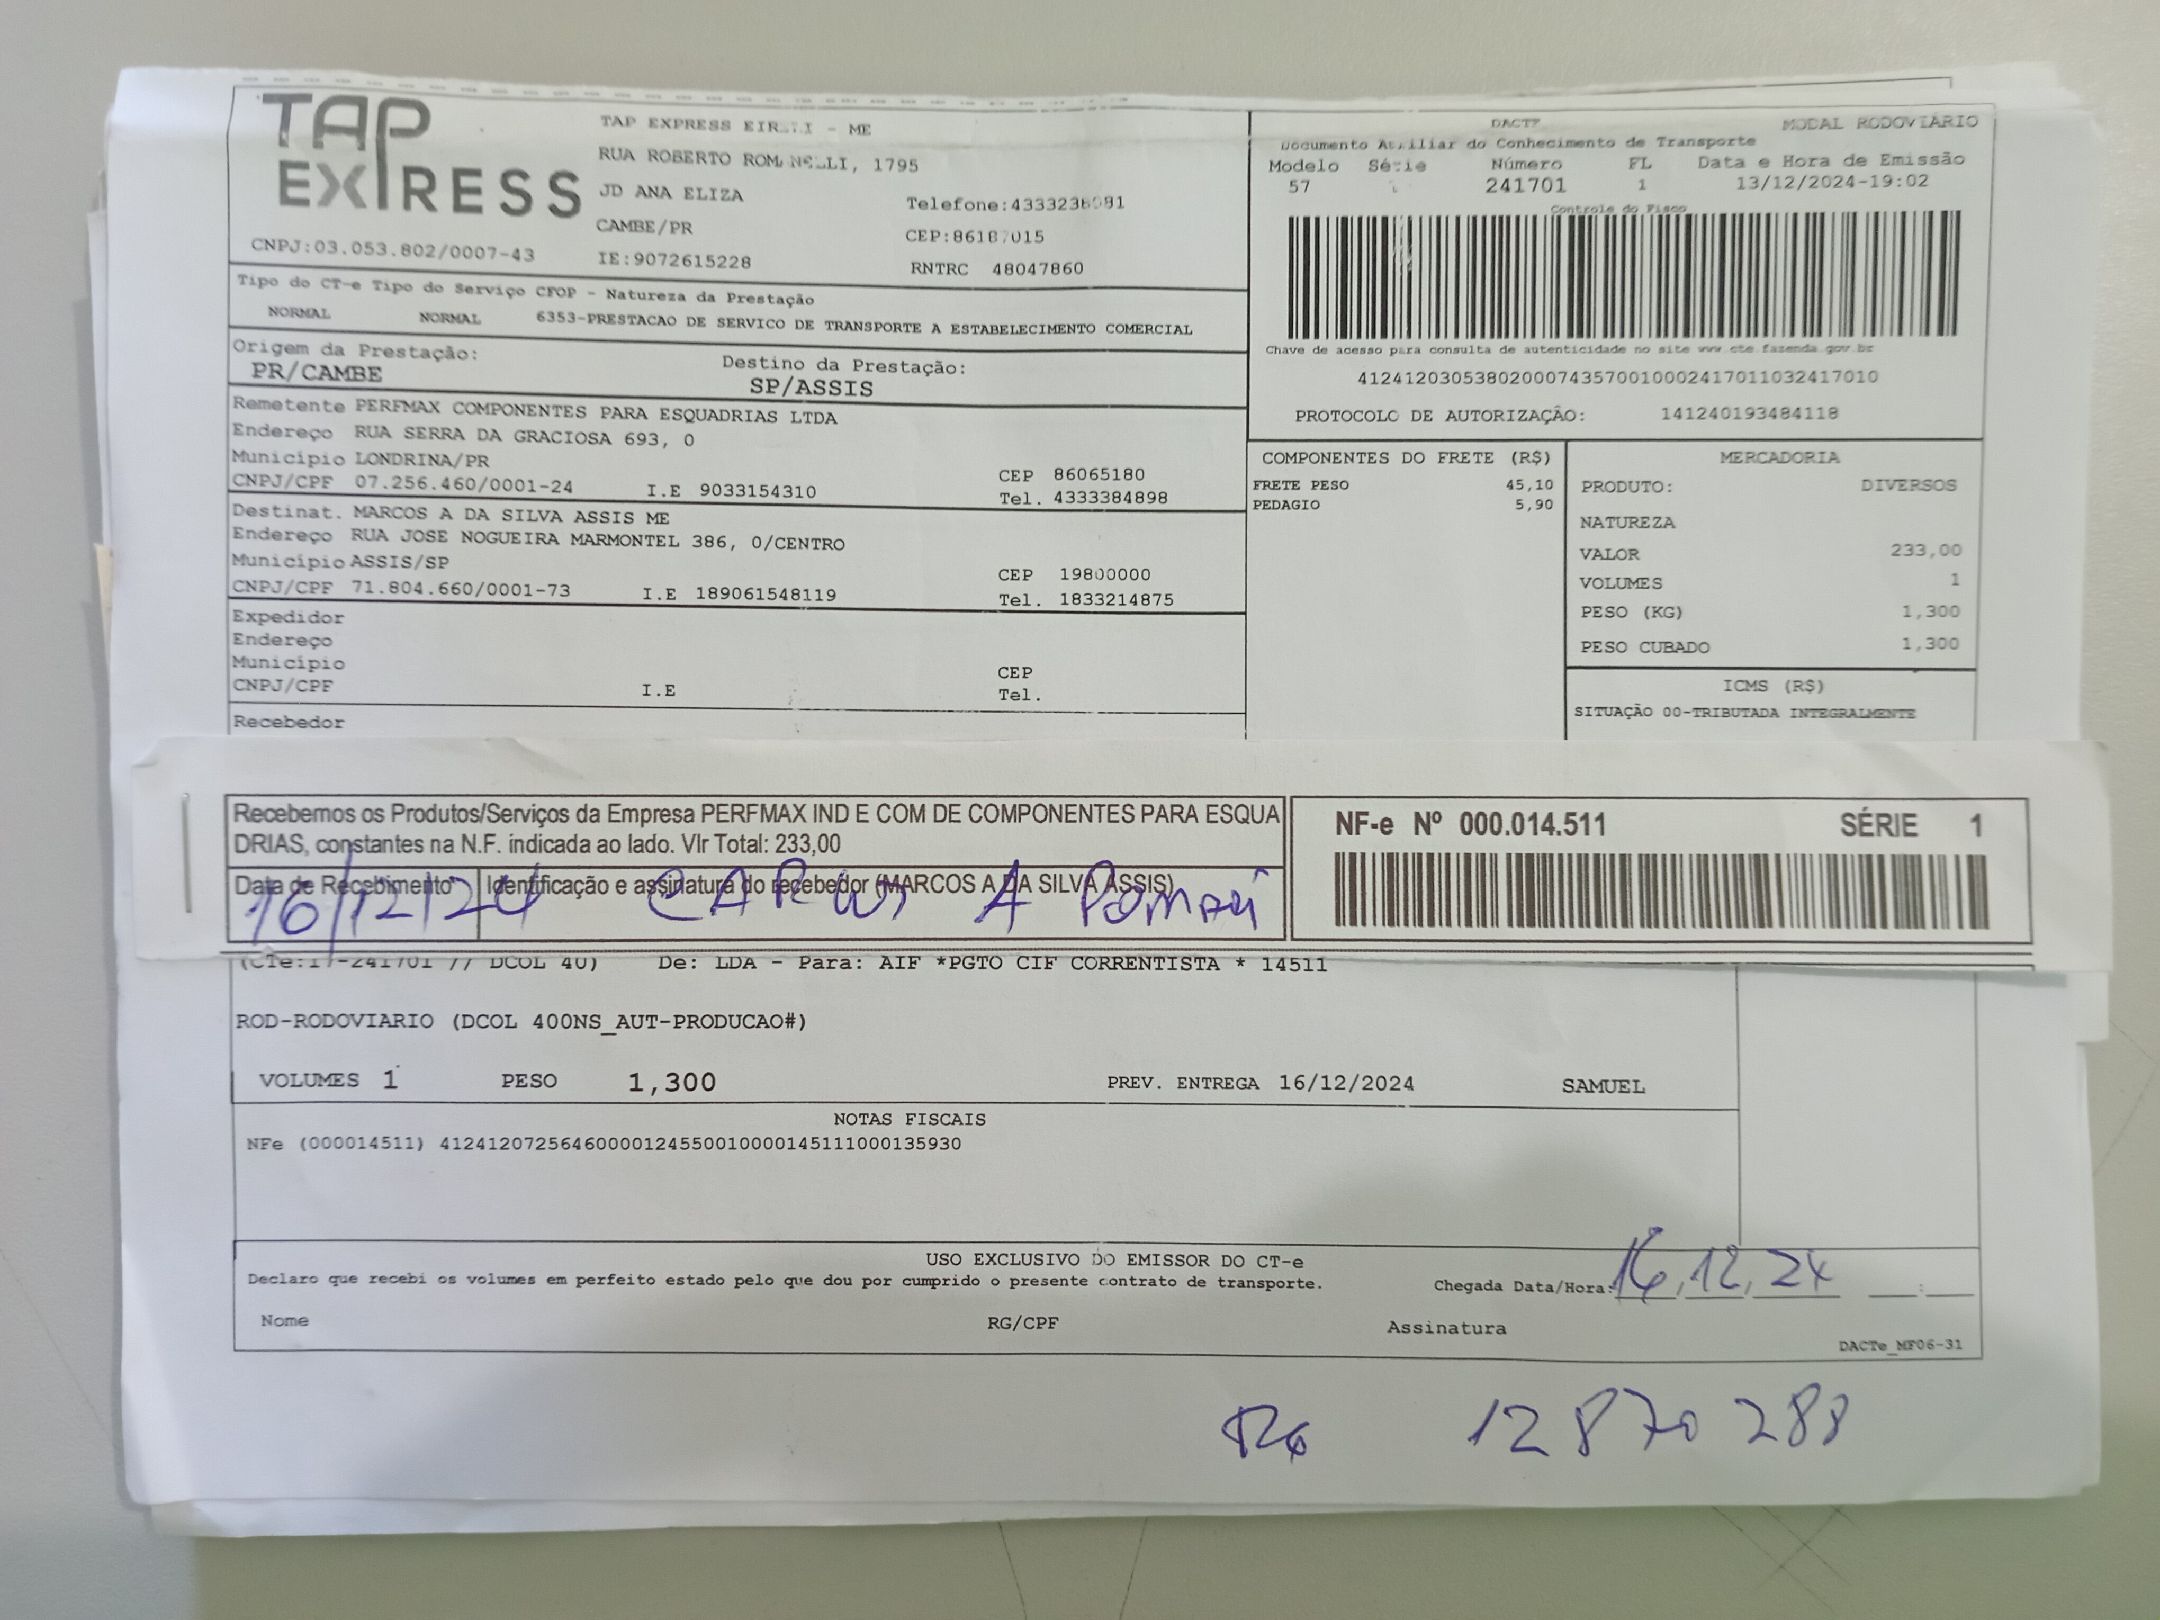 TAP EXPRESS
TAP EXPRESS - ME
RUA ROBERTO 1795
JD ANA ELIZA
CAMBE/PR
CNPJ:03.053.802/0007-43
IE:9072615228
Telefone:
CEP:
RNTRC 48047860
DACTE
MODAL RODOVIÁRIO
Documento Auxiliar do Conhecimento de Transporte
Modelo Série Número FL Data e Hora de Emissão
57 241701 1 13/12/2024-19:02
Controle do Fisco
Chave de acesso para consulta de autenticidade no site www.cte.fazenda.gov.br
41241203053802000743570010002417011032417010
PROTOCOLO DE AUTORIZAÇÃO: 141240193484118
Tipo do CT-e Tipo do Serviço CFOP - Natureza da Prestação
NORMAL NORMAL 6353-PRESTACAO DE SERVICO DE TRANSPORTE A ESTABELECIMENTO COMERCIAL
Origem da Prestação: Destino da Prestação:
PR/CAMBE SP/ASSIS
Remetente PERFMAX COMPONENTES PARA ESQUADRIAS LTDA
Endereço RUA SERRA DA GRACIOSA 693, 0
Município LONDRINA/PR CEP 86065180
CNPJ/CPF 07.256.460/0001-24 I.E 9033154310 Tel. 4333384898
Destinat. MARCOS A DA SILVA ASSIS ME
Endereço RUA JOSE NOGUEIRA MARMONTEL 386, 0/CENTRO
Município ASSIS/SP CEP 19800000
CNPJ/CPF 71.804.660/0001-73 I.E 189061548119 Tel. 1833214875
Expedidor
Endereço
Município CEP
CNPJ/CPF I.E Tel.
Recebedor
COMPONENTES DO FRETE (R$)
FRETE PESO 45,10
PEDAGIO 5,90
MERCADORIA
PRODUTO: DIVERSOS
NATUREZA
VALOR 233,00
VOLUMES 1
PESO (KG) 1,300
PESO CUBADO 1,300
ICMS (R$)
SITUAÇÃO 00-TRIBUTADA INTEGRALMENTE
Recebemos os Produtos/Serviços da Empresa PERFMAX IND E COM DE COMPONENTES PARA ESQUA
DRIAS, constantes na N.F. indicada ao lado. Vlr Total: 233,00
Data de Recebimento Identificação e assinatura do recebedor (MARCOS A DA SILVA ASSIS)
16/12/24 A
NF-e Nº 000.014.511 SÉRIE 1
(CTe:17-241701 // DCOL 40) De: LDA - Para: AIF *PGTO CIF CORRENTISTA * 14511
ROD-RODOVIARIO (DCOL 400NS_AUT-PRODUCAO#)
VOLUMES 1 PESO 1,300 PREV. ENTREGA 16/12/2024 SAMUEL
NOTAS FISCAIS
NFe (000014511) 41241207256460000124550010000145111000135930
USO EXCLUSIVO DO EMISSOR DO CT-e
Declaro que recebi os volumes em perfeito estado pelo que dou por cumprido o presente contrato de transporte.
Chegada Data/Hora: 16,12,24 :
Nome RG/CPF Assinatura
DACTe_MF06-31
RG 12870288